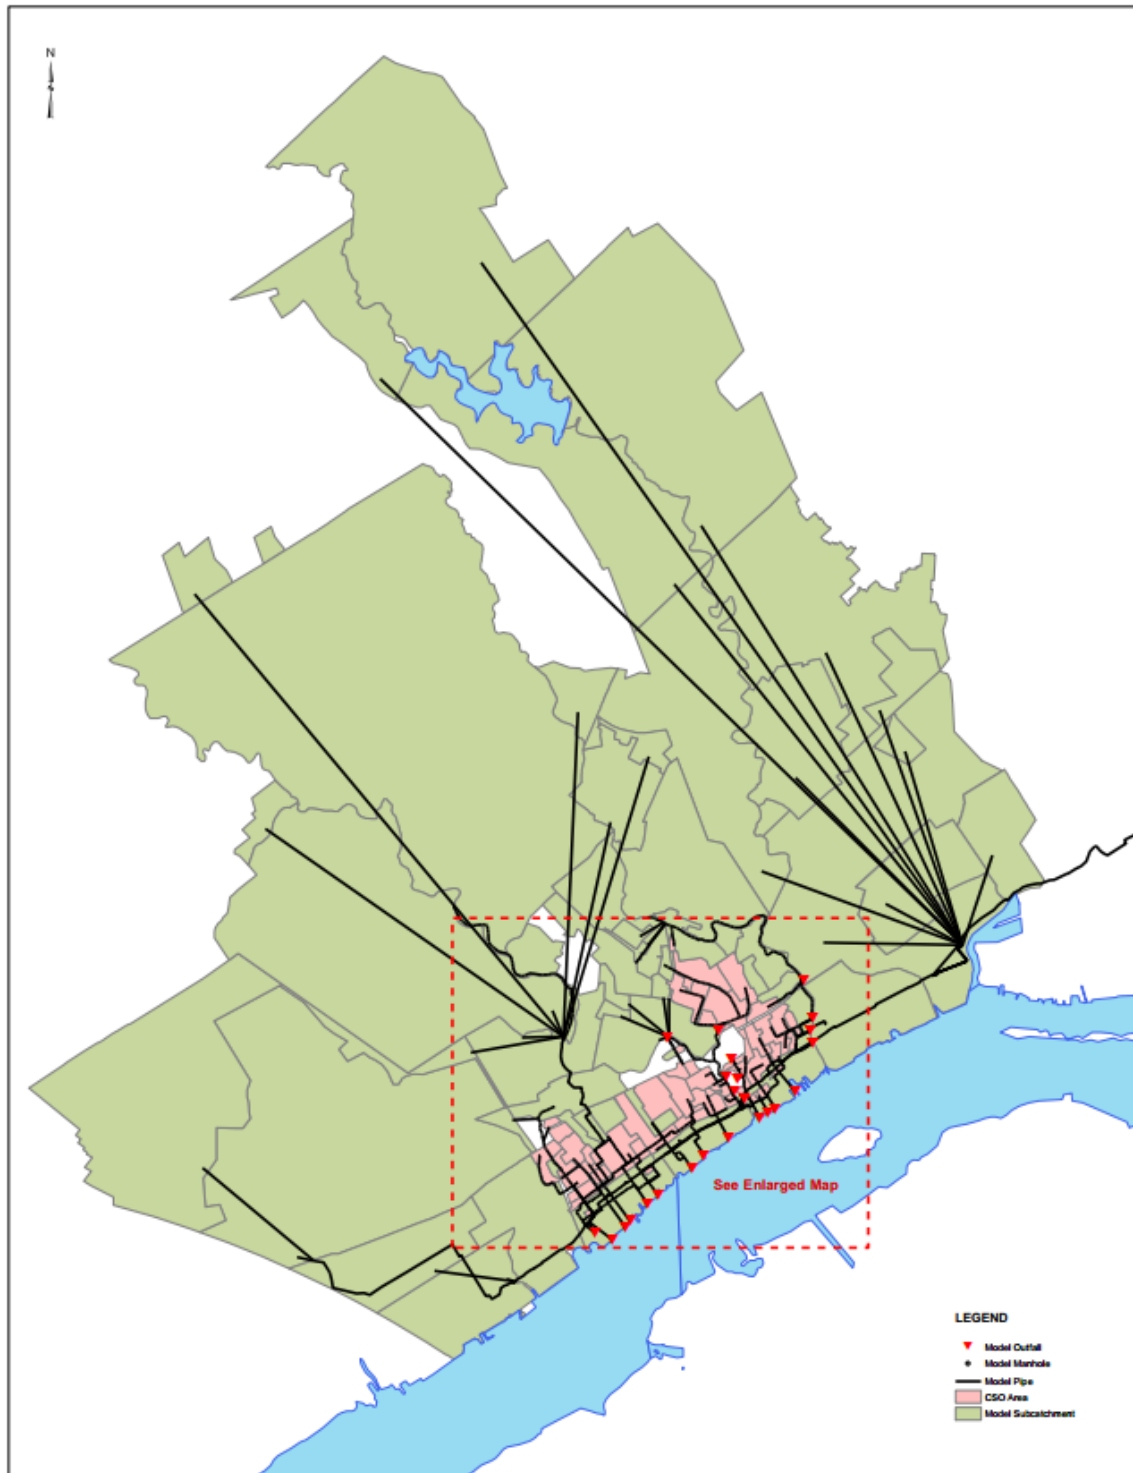 N
See Enlarged Map
LEGEND
Model Outfall
Model Manhole
Model Pipe
CSO Area
Model Subcatchment